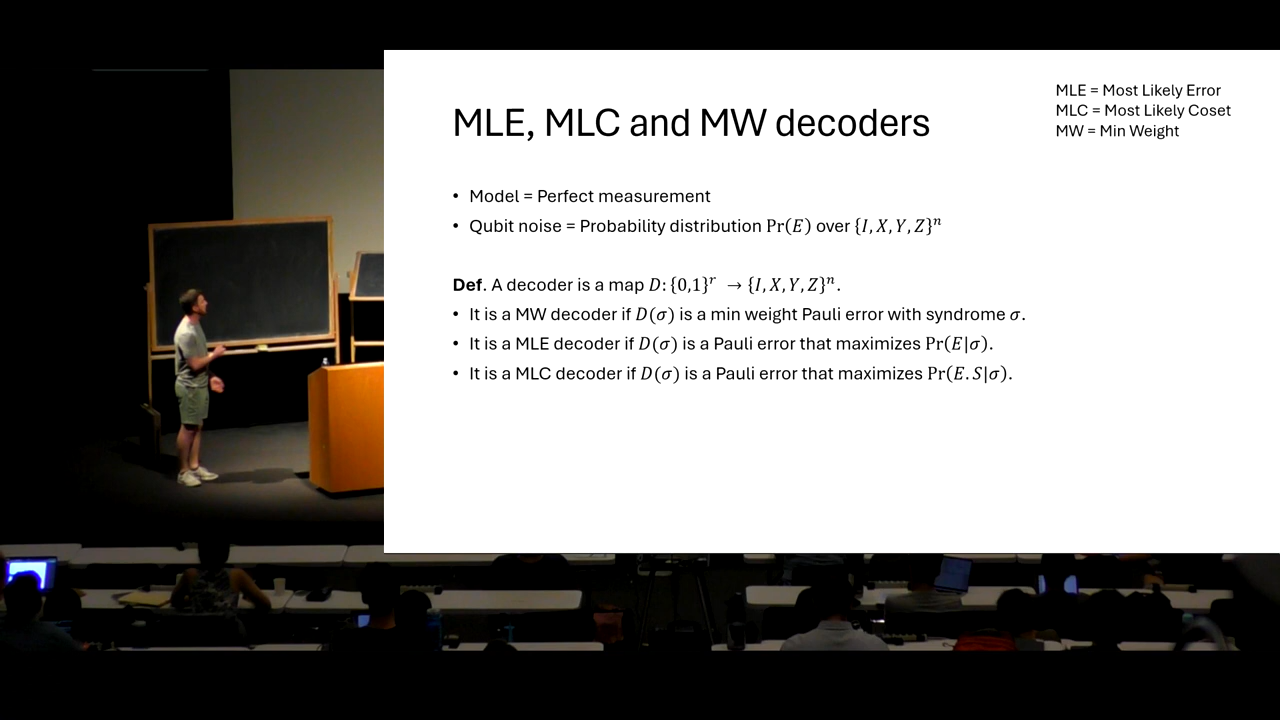 MLE = Most Likely Error
MLC = Most Likely Coset
MW = Min Weight
MLE, MLC and MW decoders
• Model = Perfect measurement
• Qubit noise = Probability distribution Pr(E) over {I, X, Y, Z}ⁿ
Def. A decoder is a map D: {0,1}ʳ → {I, X, Y, Z}ⁿ.
• It is a MW decoder if D(σ) is a min weight Pauli error with syndrome σ.
• It is a MLE decoder if D(σ) is a Pauli error that maximizes Pr(E|σ).
• It is a MLC decoder if D(σ) is a Pauli error that maximizes Pr(E.S|σ).